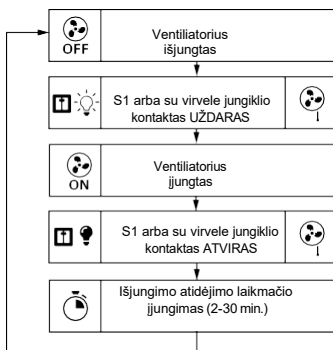 OFF
Ventiliatorius
išjungtas
S1 arba su virvele jungiklio
kontaktas UŽDARAS
ON
Ventiliatorius
įjungtas
S1 arba su virvele jungiklio
kontaktas ATVIRAS
Išjungimo atidėjimo laikmačio
įjungimas (2-30 min.)